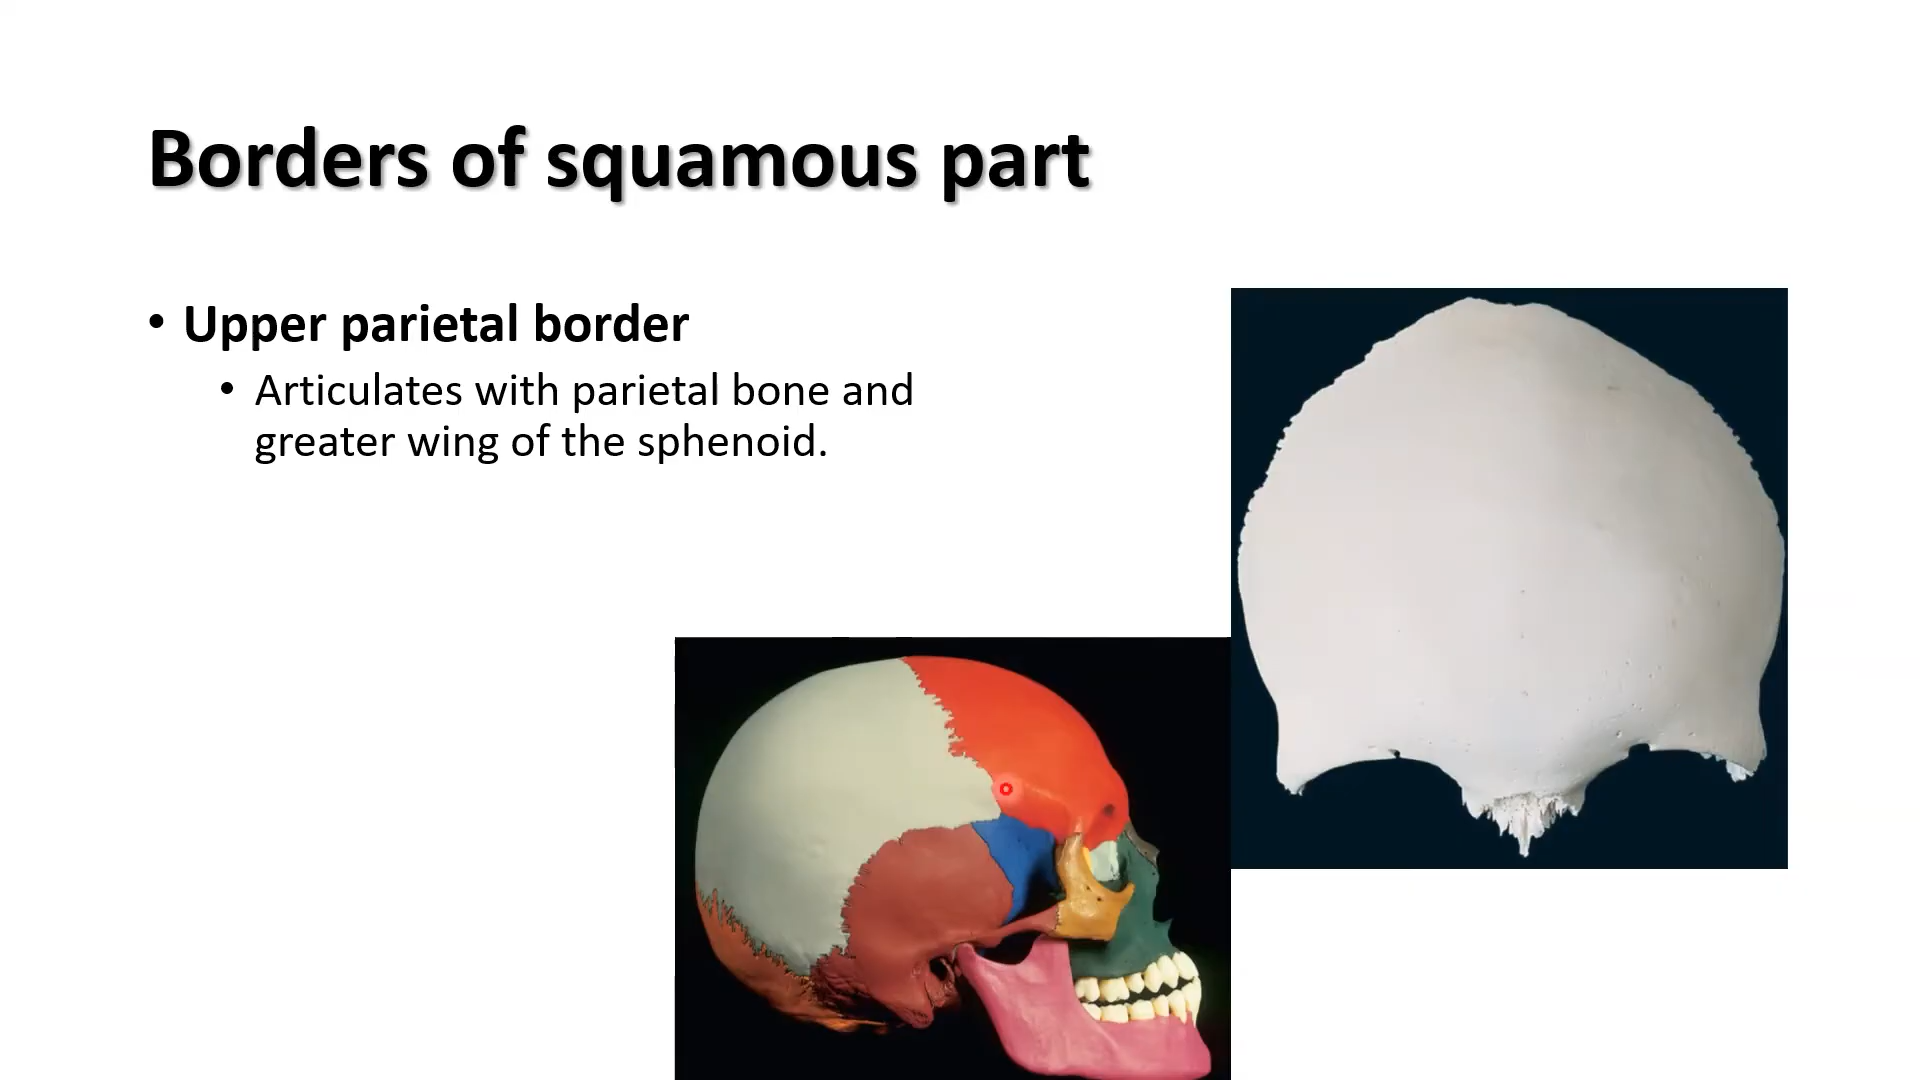 Borders of squamous part
• Upper parietal border
• Articulates with parietal bone and
greater wing of the sphenoid.